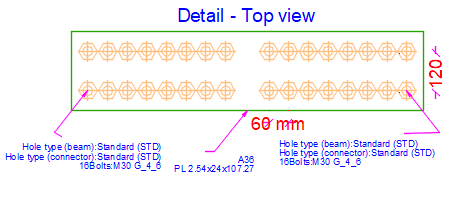 Detail - Top view
120
60 mm
Hole type (beam):Standard (STD)
Hole type (connector):Standard (STD)
16Bolts:M30 G_4_6
A36
PL 2.54x24x107.27
Hole type (beam):Standard (STD)
Hole type (connector):Standard (STD)
16Bolts:M30 G_4_6